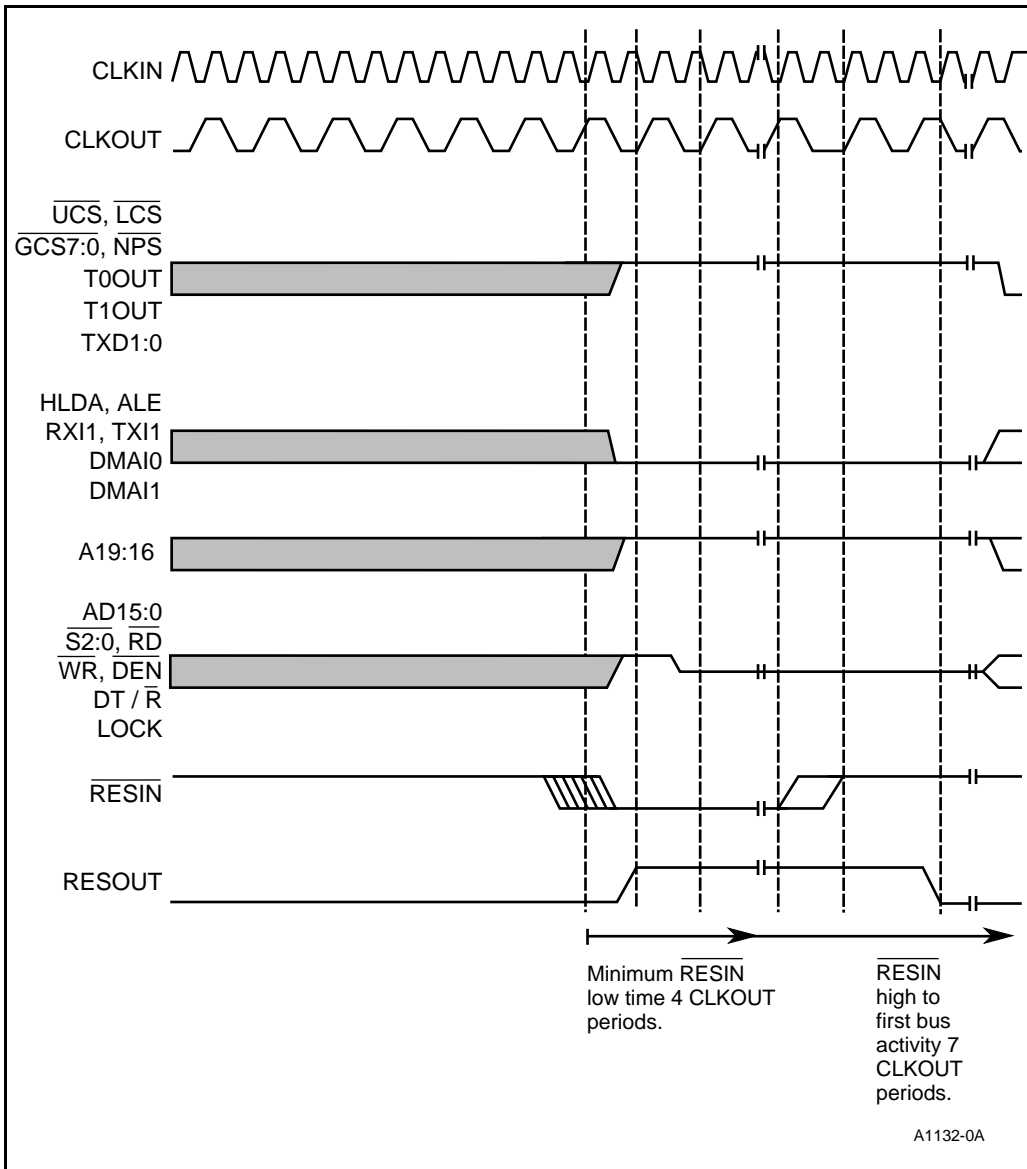 CLKIN
CLKOUT
UCS, LCS
GCS7:0, NPS
T0OUT
T1OUT
TXD1:0
HLDA, ALE
RXI1, TXI1
DMAI0
DMAI1
A19:16
AD15:0
S2:0, RD
WR, DEN
DT / R
LOCK
RESIN
RESOUT
Minimum RESIN
low time 4 CLKOUT
periods.
RESIN
high to
first bus
activity 7
CLKOUT
periods.
A1132-0A